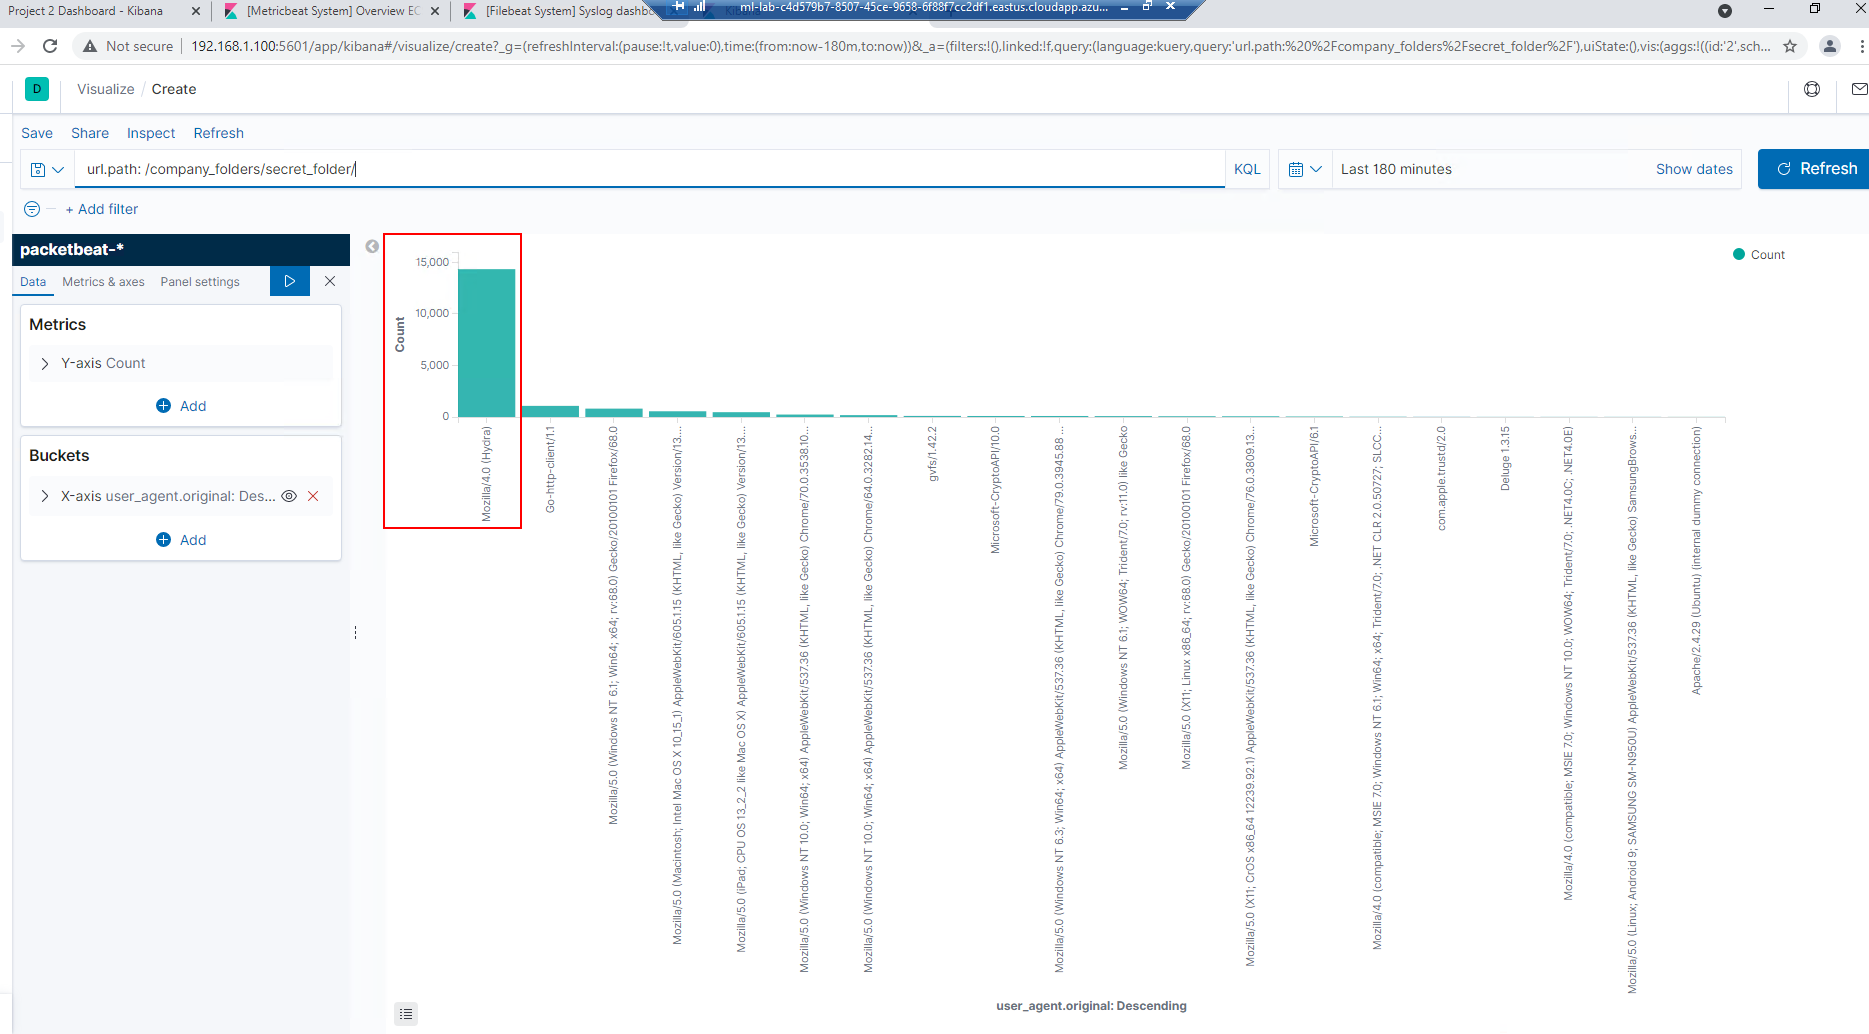 Project 2 Dashboard - Kibana
[Metricbeat System] Overview EC
[Filebeat System] Syslog dashbo
ml-lab-c4d579b7-8507-45ce-9658-6f88f7cc2df1.eastus.cloudapp.azu...
Not secure
192.168.1.100:5601/app/kibana#/visualize/create?_g=(refreshInterval:(pause:!t,value:0),time:(from:now-180m,to:now))&_a=(filters:!(),linked:!f,query:(language:kuery,query:'url.path:%20%2Fcompany_folders%2Fsecret_folder%2F'),uiState:(),vis:(aggs:!((id:'2',sch...
D
Visualize / Create
Save Share Inspect Refresh
url.path: /company_folders/secret_folder/
KQL
Last 180 minutes
Show dates
Refresh
+ Add filter
packetbeat-*
Data Metrics & axes Panel settings
Metrics
Y-axis Count
Add
Buckets
X-axis user_agent.original: Des...
Add
Count
15,000
10,000
5,000
0
Count
Mozilla/4.0 (Hydra)
Go-http-client/1.1
Mozilla/5.0 (Windows NT 6.1; Win64; x64; rv:68.0) Gecko/20100101 Firefox/68.0
Mozilla/5.0 (Macintosh; Intel Mac OS X 10_15_1) AppleWebKit/605.1.15 (KHTML, like Gecko) Version/13....
Mozilla/5.0 (iPad; CPU OS 13_2_2 like Mac OS X) AppleWebKit/605.1.15 (KHTML, like Gecko) Version/13....
Mozilla/5.0 (Windows NT 10.0; Win64; x64) AppleWebKit/537.36 (KHTML, like Gecko) Chrome/70.0.3538.10...
Mozilla/5.0 (Windows NT 10.0; Win64; x64) AppleWebKit/537.36 (KHTML, like Gecko) Chrome/64.0.3282.14...
gvfs/1.42.2
Microsoft-CryptoAPI/10.0
Mozilla/5.0 (Windows NT 6.3; Win64; x64) AppleWebKit/537.36 (KHTML, like Gecko) Chrome/79.0.3945.88 ...
Mozilla/5.0 (Windows NT 6.1; WOW64; Trident/7.0; rv:11.0) like Gecko
Mozilla/5.0 (X11; Linux x86_64; rv:68.0) Gecko/20100101 Firefox/68.0
Mozilla/5.0 (X11; CrOS x86_64 12239.92.1) AppleWebKit/537.36 (KHTML, like Gecko) Chrome/76.0.3809.13...
Microsoft-CryptoAPI/6.1
Mozilla/4.0 (compatible; MSIE 7.0; Windows NT 6.1; Win64; x64; Trident/7.0; .NET CLR 2.0.50727; SLCC...
com.apple.trustd/2.0
Deluge 1.3.15
Mozilla/4.0 (compatible; MSIE 7.0; Windows NT 10.0; WOW64; Trident/7.0; .NET4.0C; .NET4.0E)
Mozilla/5.0 (Linux; Android 9; SAMSUNG SM-N950U) AppleWebKit/537.36 (KHTML, like Gecko) SamsungBrows...
Apache/2.4.29 (Ubuntu) (internal dummy connection)
user_agent.original: Descending